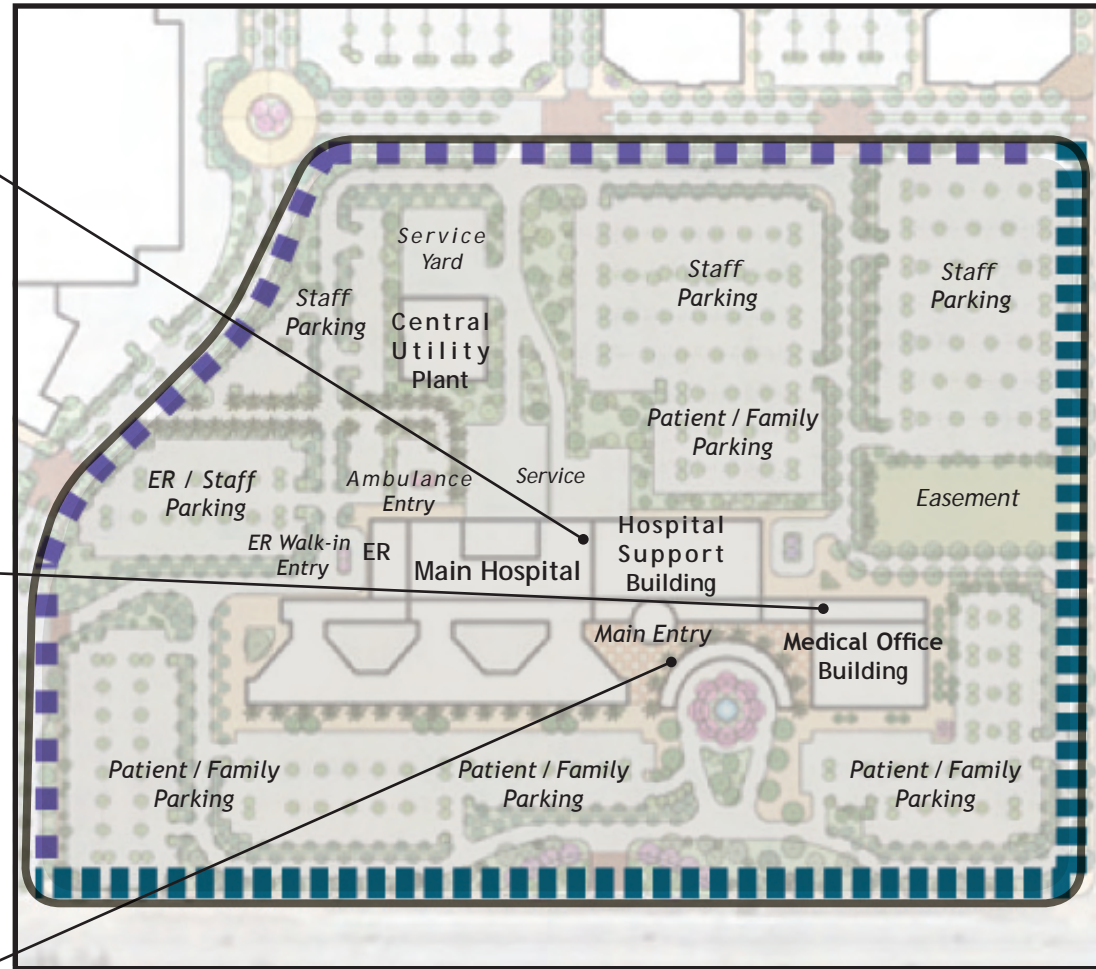 Service
Yard
Staff
Parking
Staff
Parking
Staff
Parking
Central
Utility
Plant
Patient / Family
Parking
ER / Staff
Parking
Ambulance
Entry
Service
Easement
ER Walk-in
Entry
ER
Main Hospital
Hospital
Support
Building
Main Entry
Medical Office
Building
Patient / Family
Parking
Patient / Family
Parking
Patient / Family
Parking